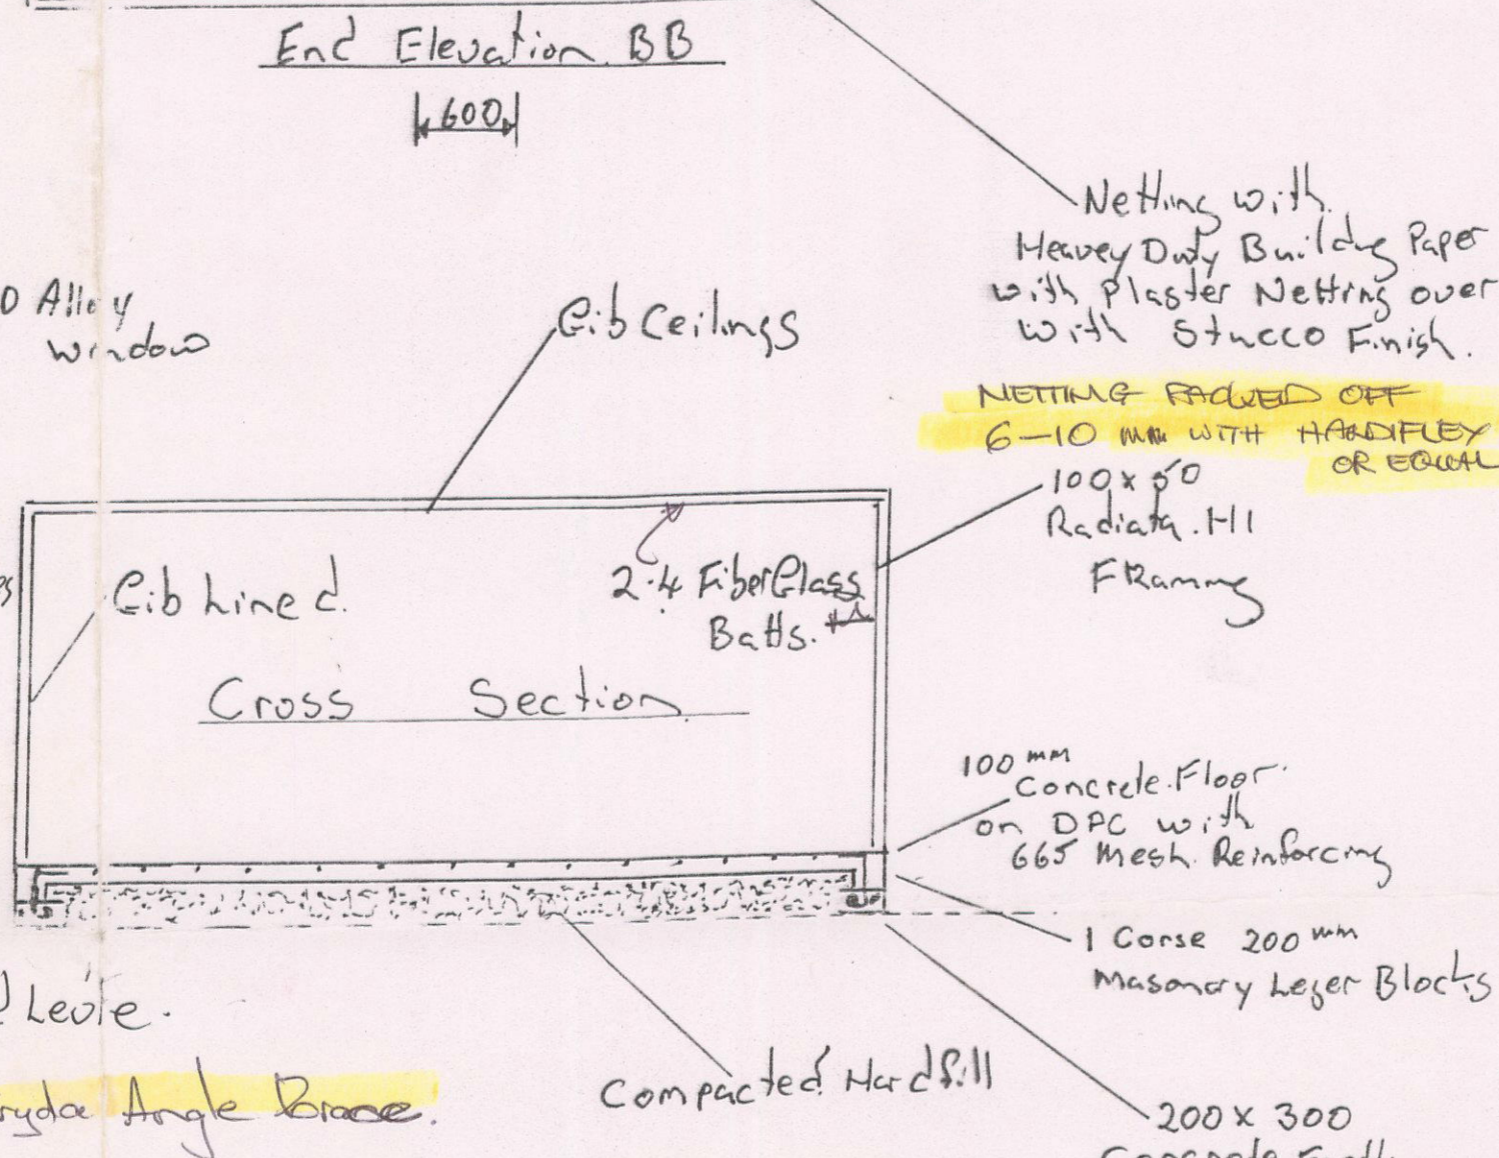 End Elevation BB
600
Netting with
Heavey Duty Building Paper
with Plaster Netting over
with Stucco Finish.
Alloy
window
Gib Ceilings
NETTING PACKED OFF
6-10 mm WITH HARDIFLEY
OR EQUAL
100 x 50
Radiata. H1
FRaming
Gib Lined.
2.4 FiberGlass
Batts.
Cross Section
100 mm
Concrete Floor.
on DPC with
665 Mesh. Reinforcing
1 Corse 200 mm
Masonary Leger Blocks
Levle.
Compacted Hardfill
Angle Brace.
200 x 300
Concrete